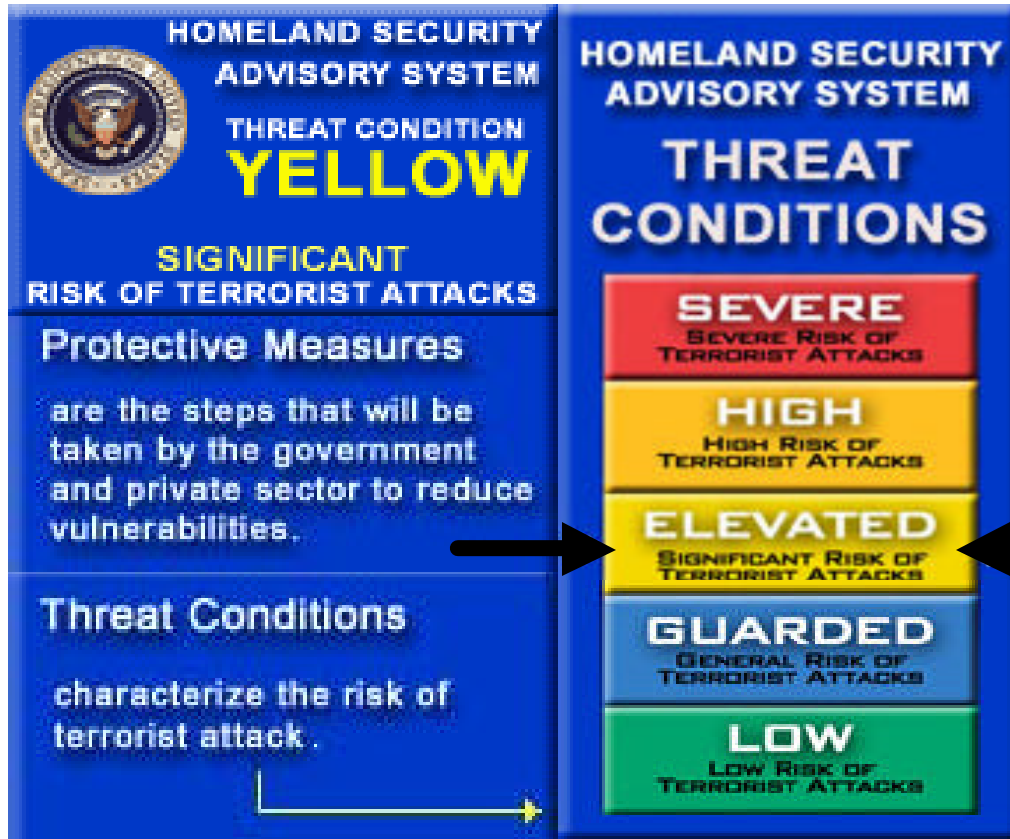 HOMELAND SECURITY
ADVISORY SYSTEM
THREAT CONDITION
YELLOW
SIGNIFICANT
RISK OF TERRORIST ATTACKS
Protective Measures
are the steps that will be
taken by the government
and private sector to reduce
vulnerabilities.
Threat Conditions
characterize the risk of
terrorist attack .
HOMELAND SECURITY
ADVISORY SYSTEM
THREAT
CONDITIONS
SEVERE
SEVERE RISK OF
TERRORIST ATTACKS
HIGH
HIGH RISK OF
TERRORIST ATTACKS
ELEVATED
SIGNIFICANT RISK OF
TERRORIST ATTACKS
GUARDED
GENERAL RISK OF
TERRORIST ATTACKS
LOW
LOW RISK OF
TERRORIST ATTACKS